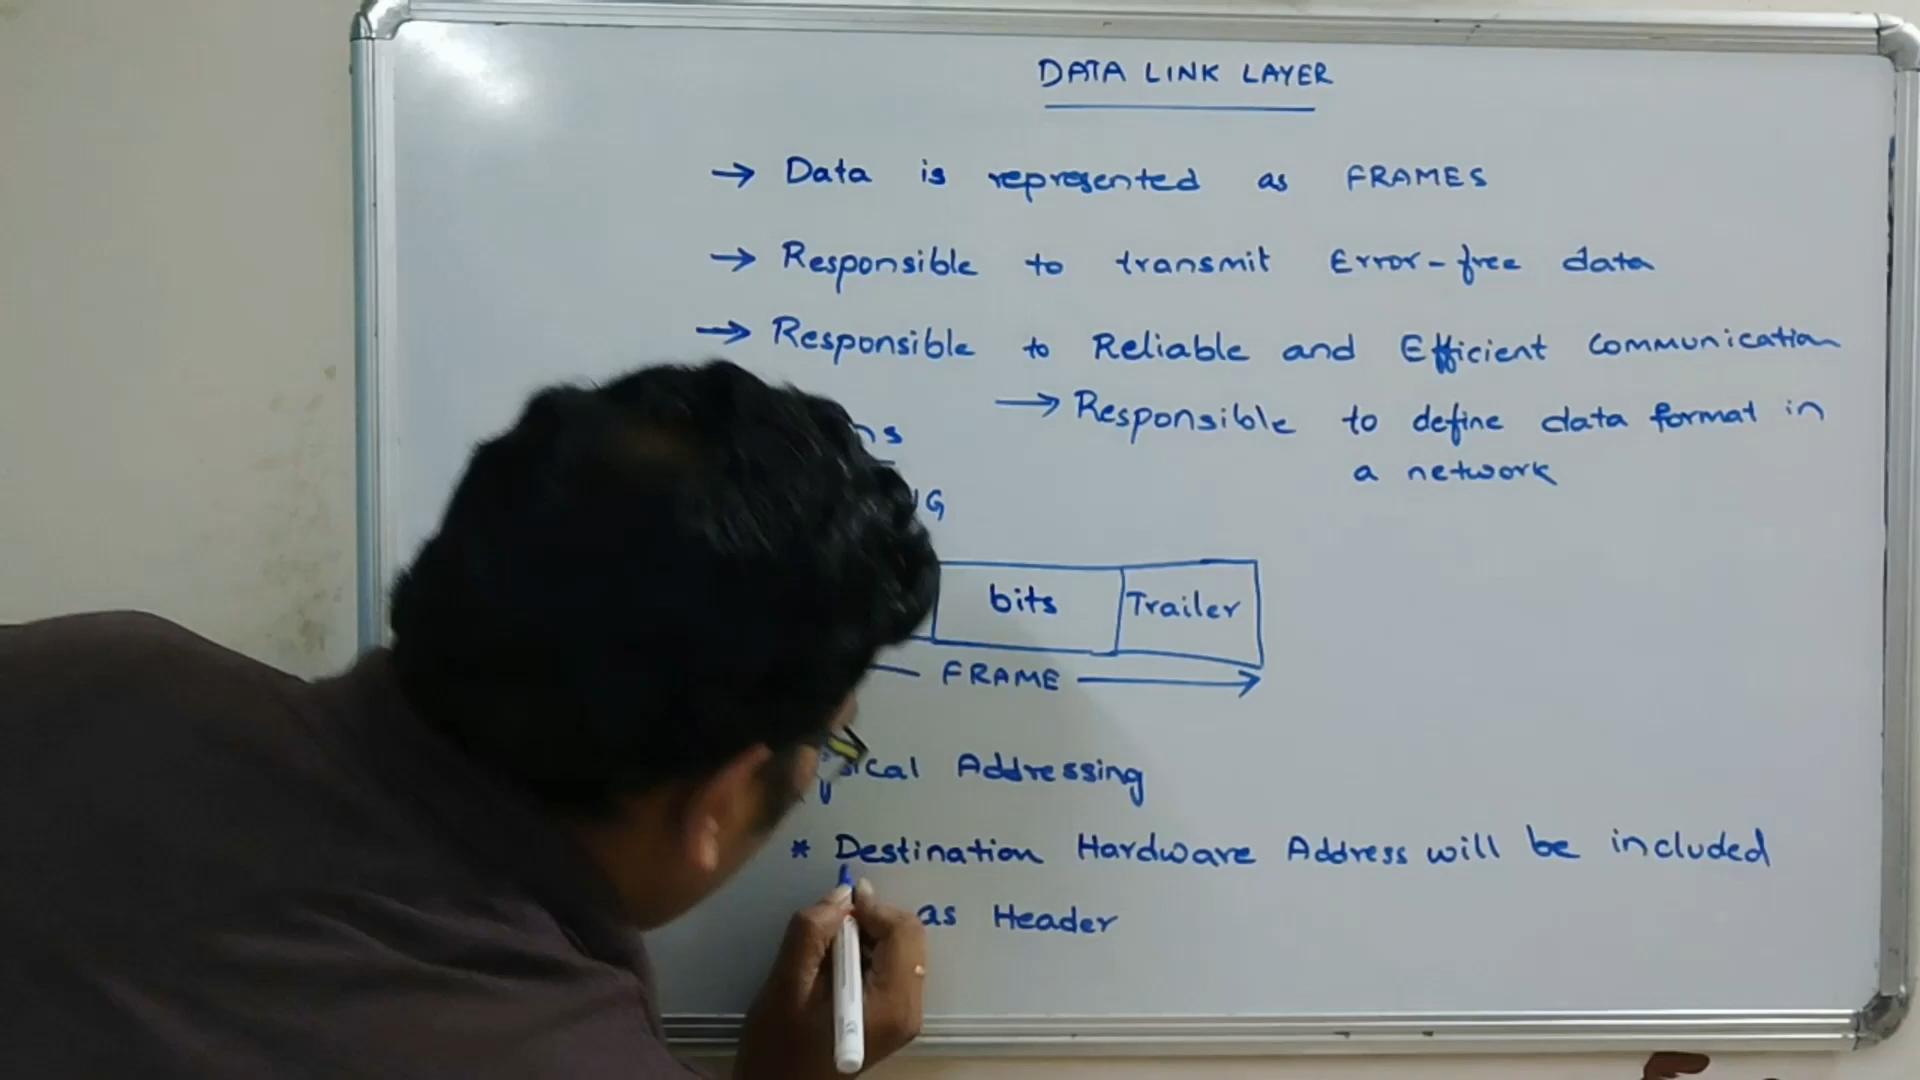 DATA LINK LAYER
→ Data is represented as FRAMES
→ Responsible to transmit Error-free data
→ Responsible to Reliable and Efficient Communication
→ Responsible to define data format in
a network
bits Trailer
FRAME
Addressing
* Destination Hardware Address will be included
as Header